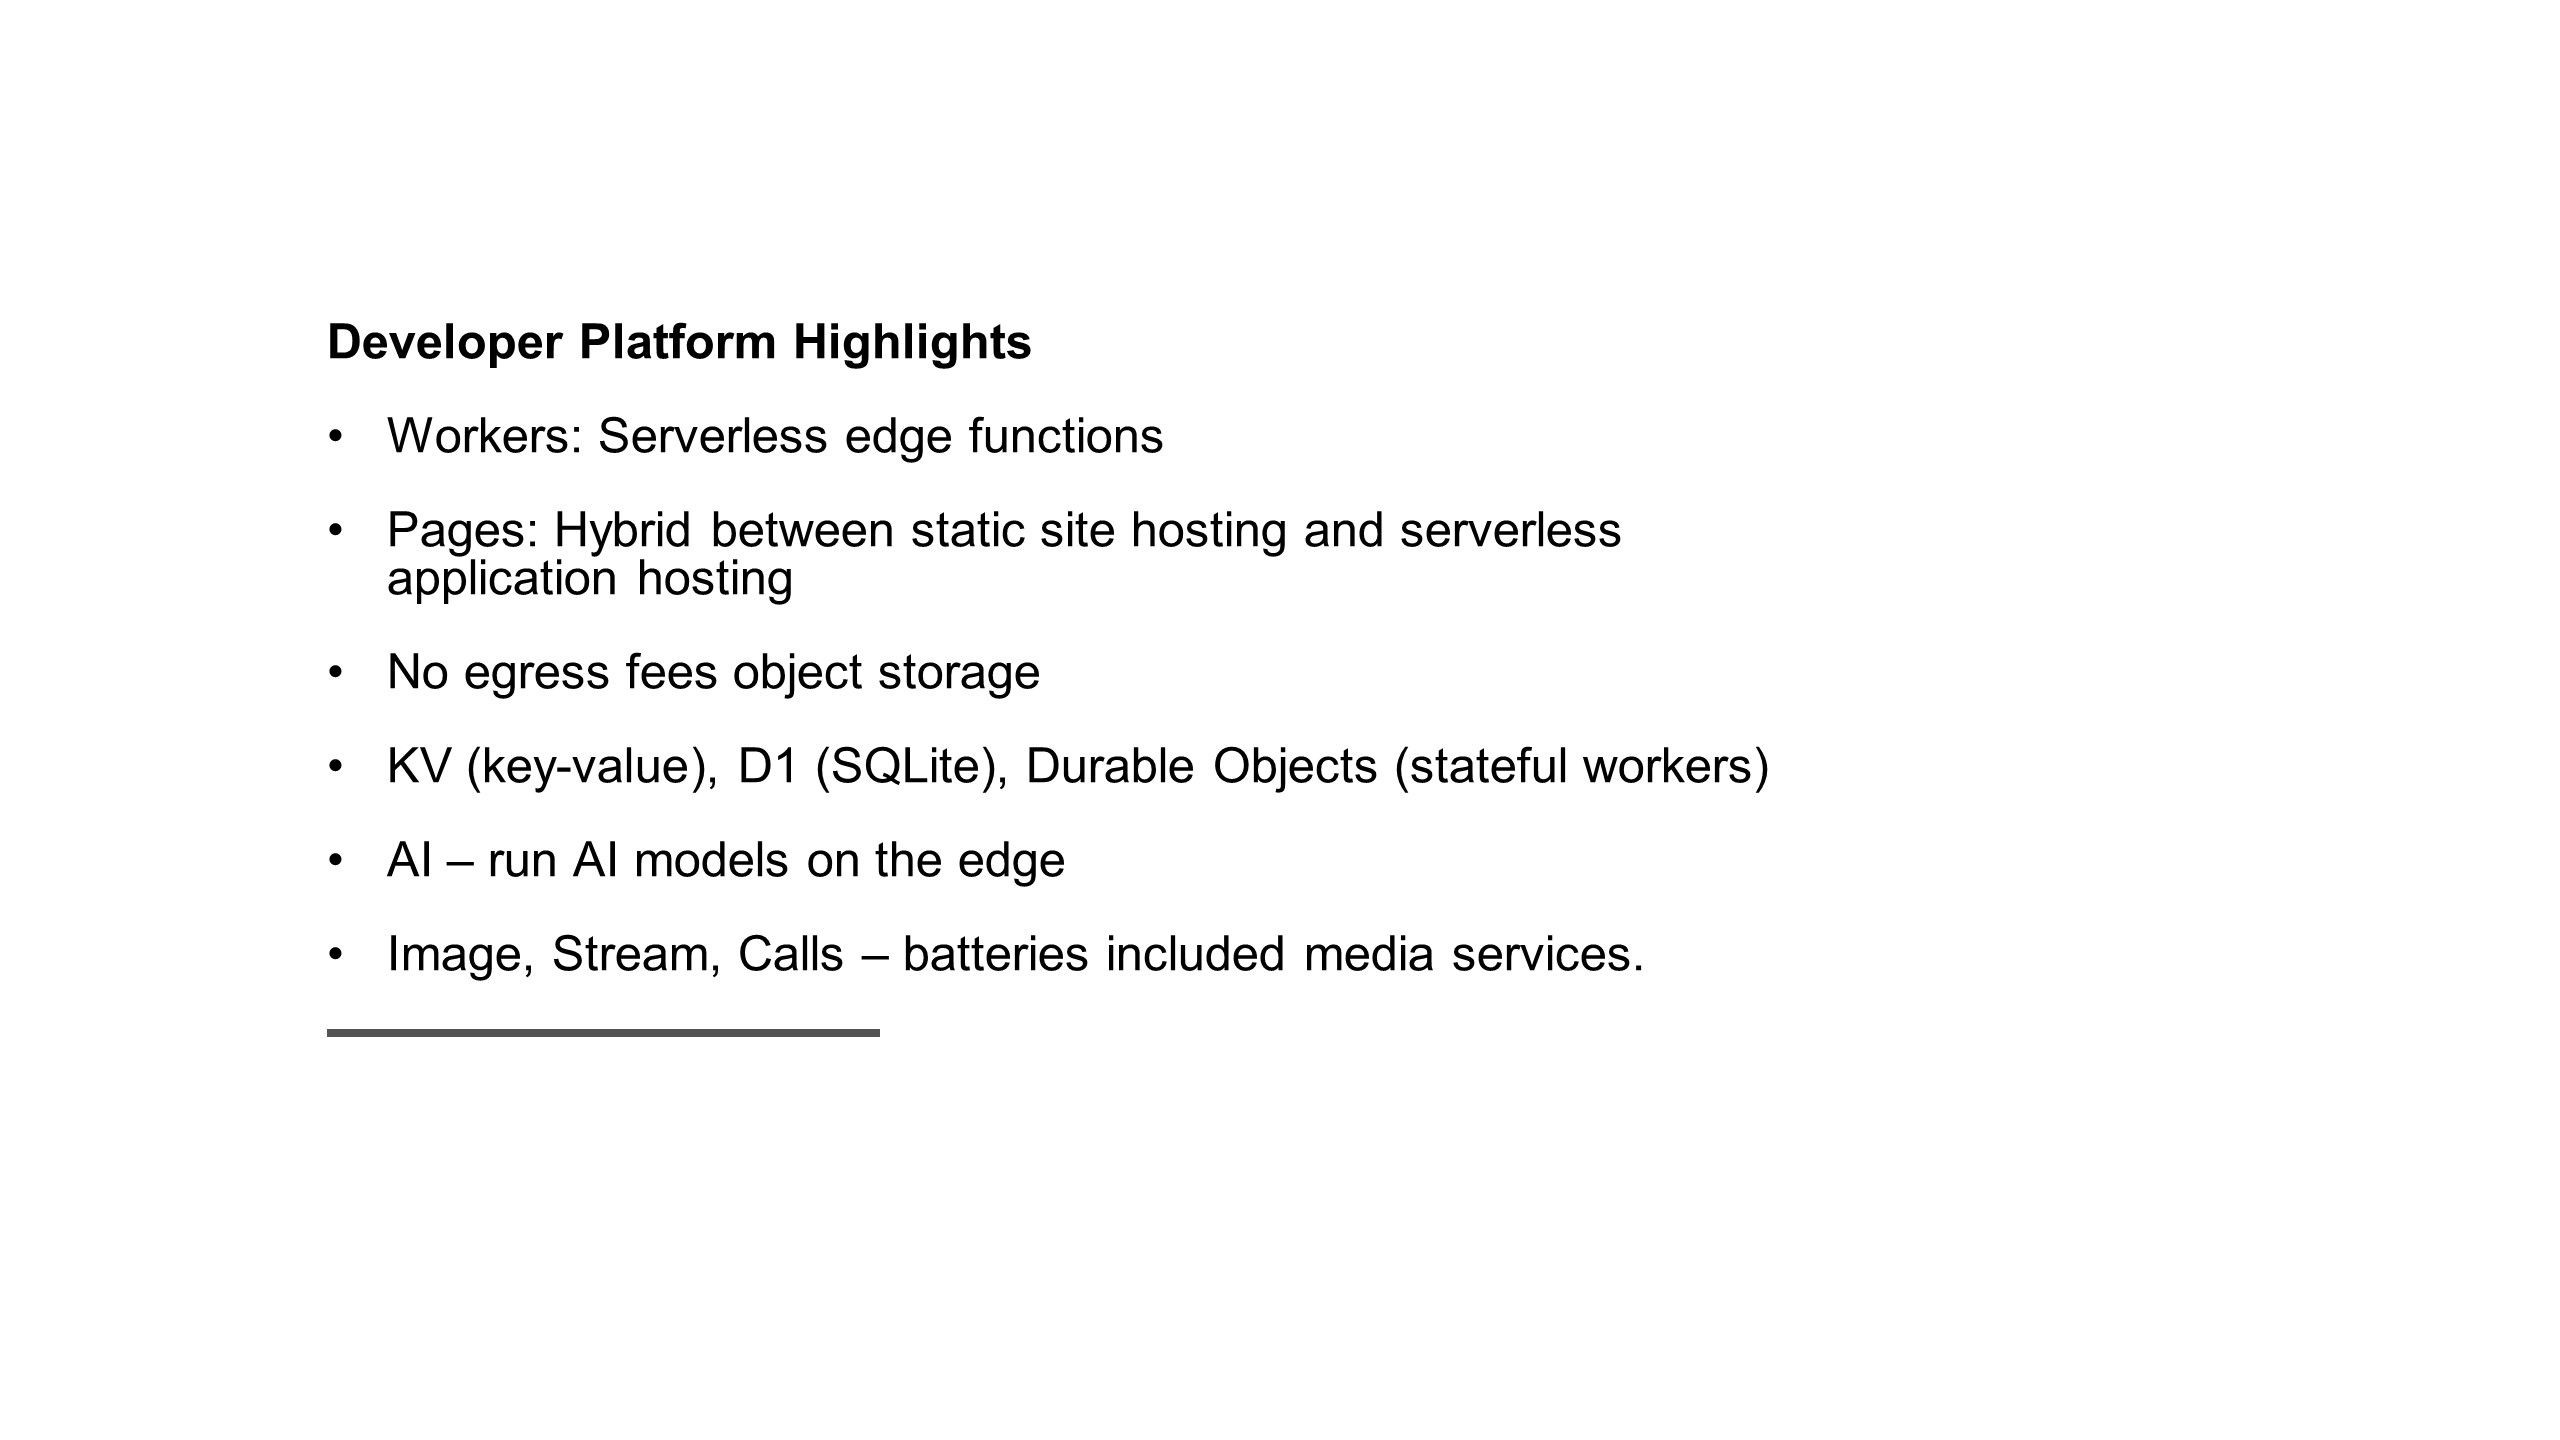 Developer Platform Highlights
• Workers: Serverless edge functions
• Pages: Hybrid between static site hosting and serverless
application hosting
• No egress fees object storage
• KV (key-value), D1 (SQLite), Durable Objects (stateful workers)
• AI – run AI models on the edge
• Image, Stream, Calls – batteries included media services.